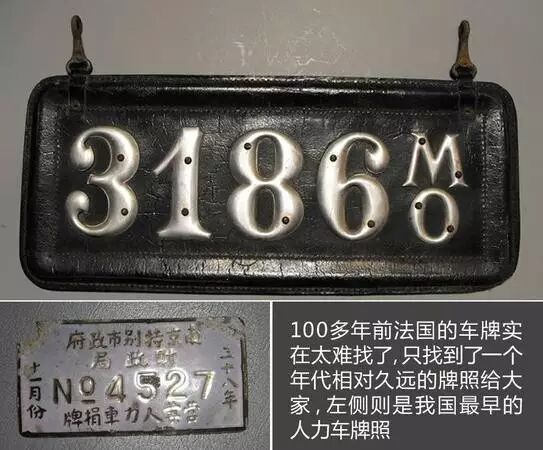 3186 MO
南京特別市政府
財政局
二十八年
No 4527
十一月份
人力車捐牌
100多年前法国的车牌实
在太难找了,只找到了一个
年代相对久远的牌照给大
家,左侧则是我国最早的
人力车牌照